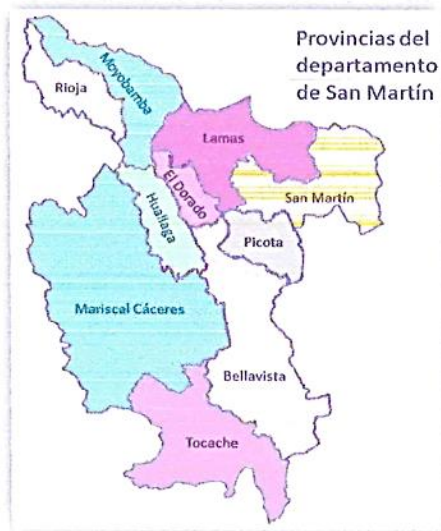 Provincias del
departamento
de San Martín
Rioja
Moyobamba
Lamas
El Dorado
San Martín
Huallaga
Picota
Mariscal Cáceres
Bellavista
Tocache